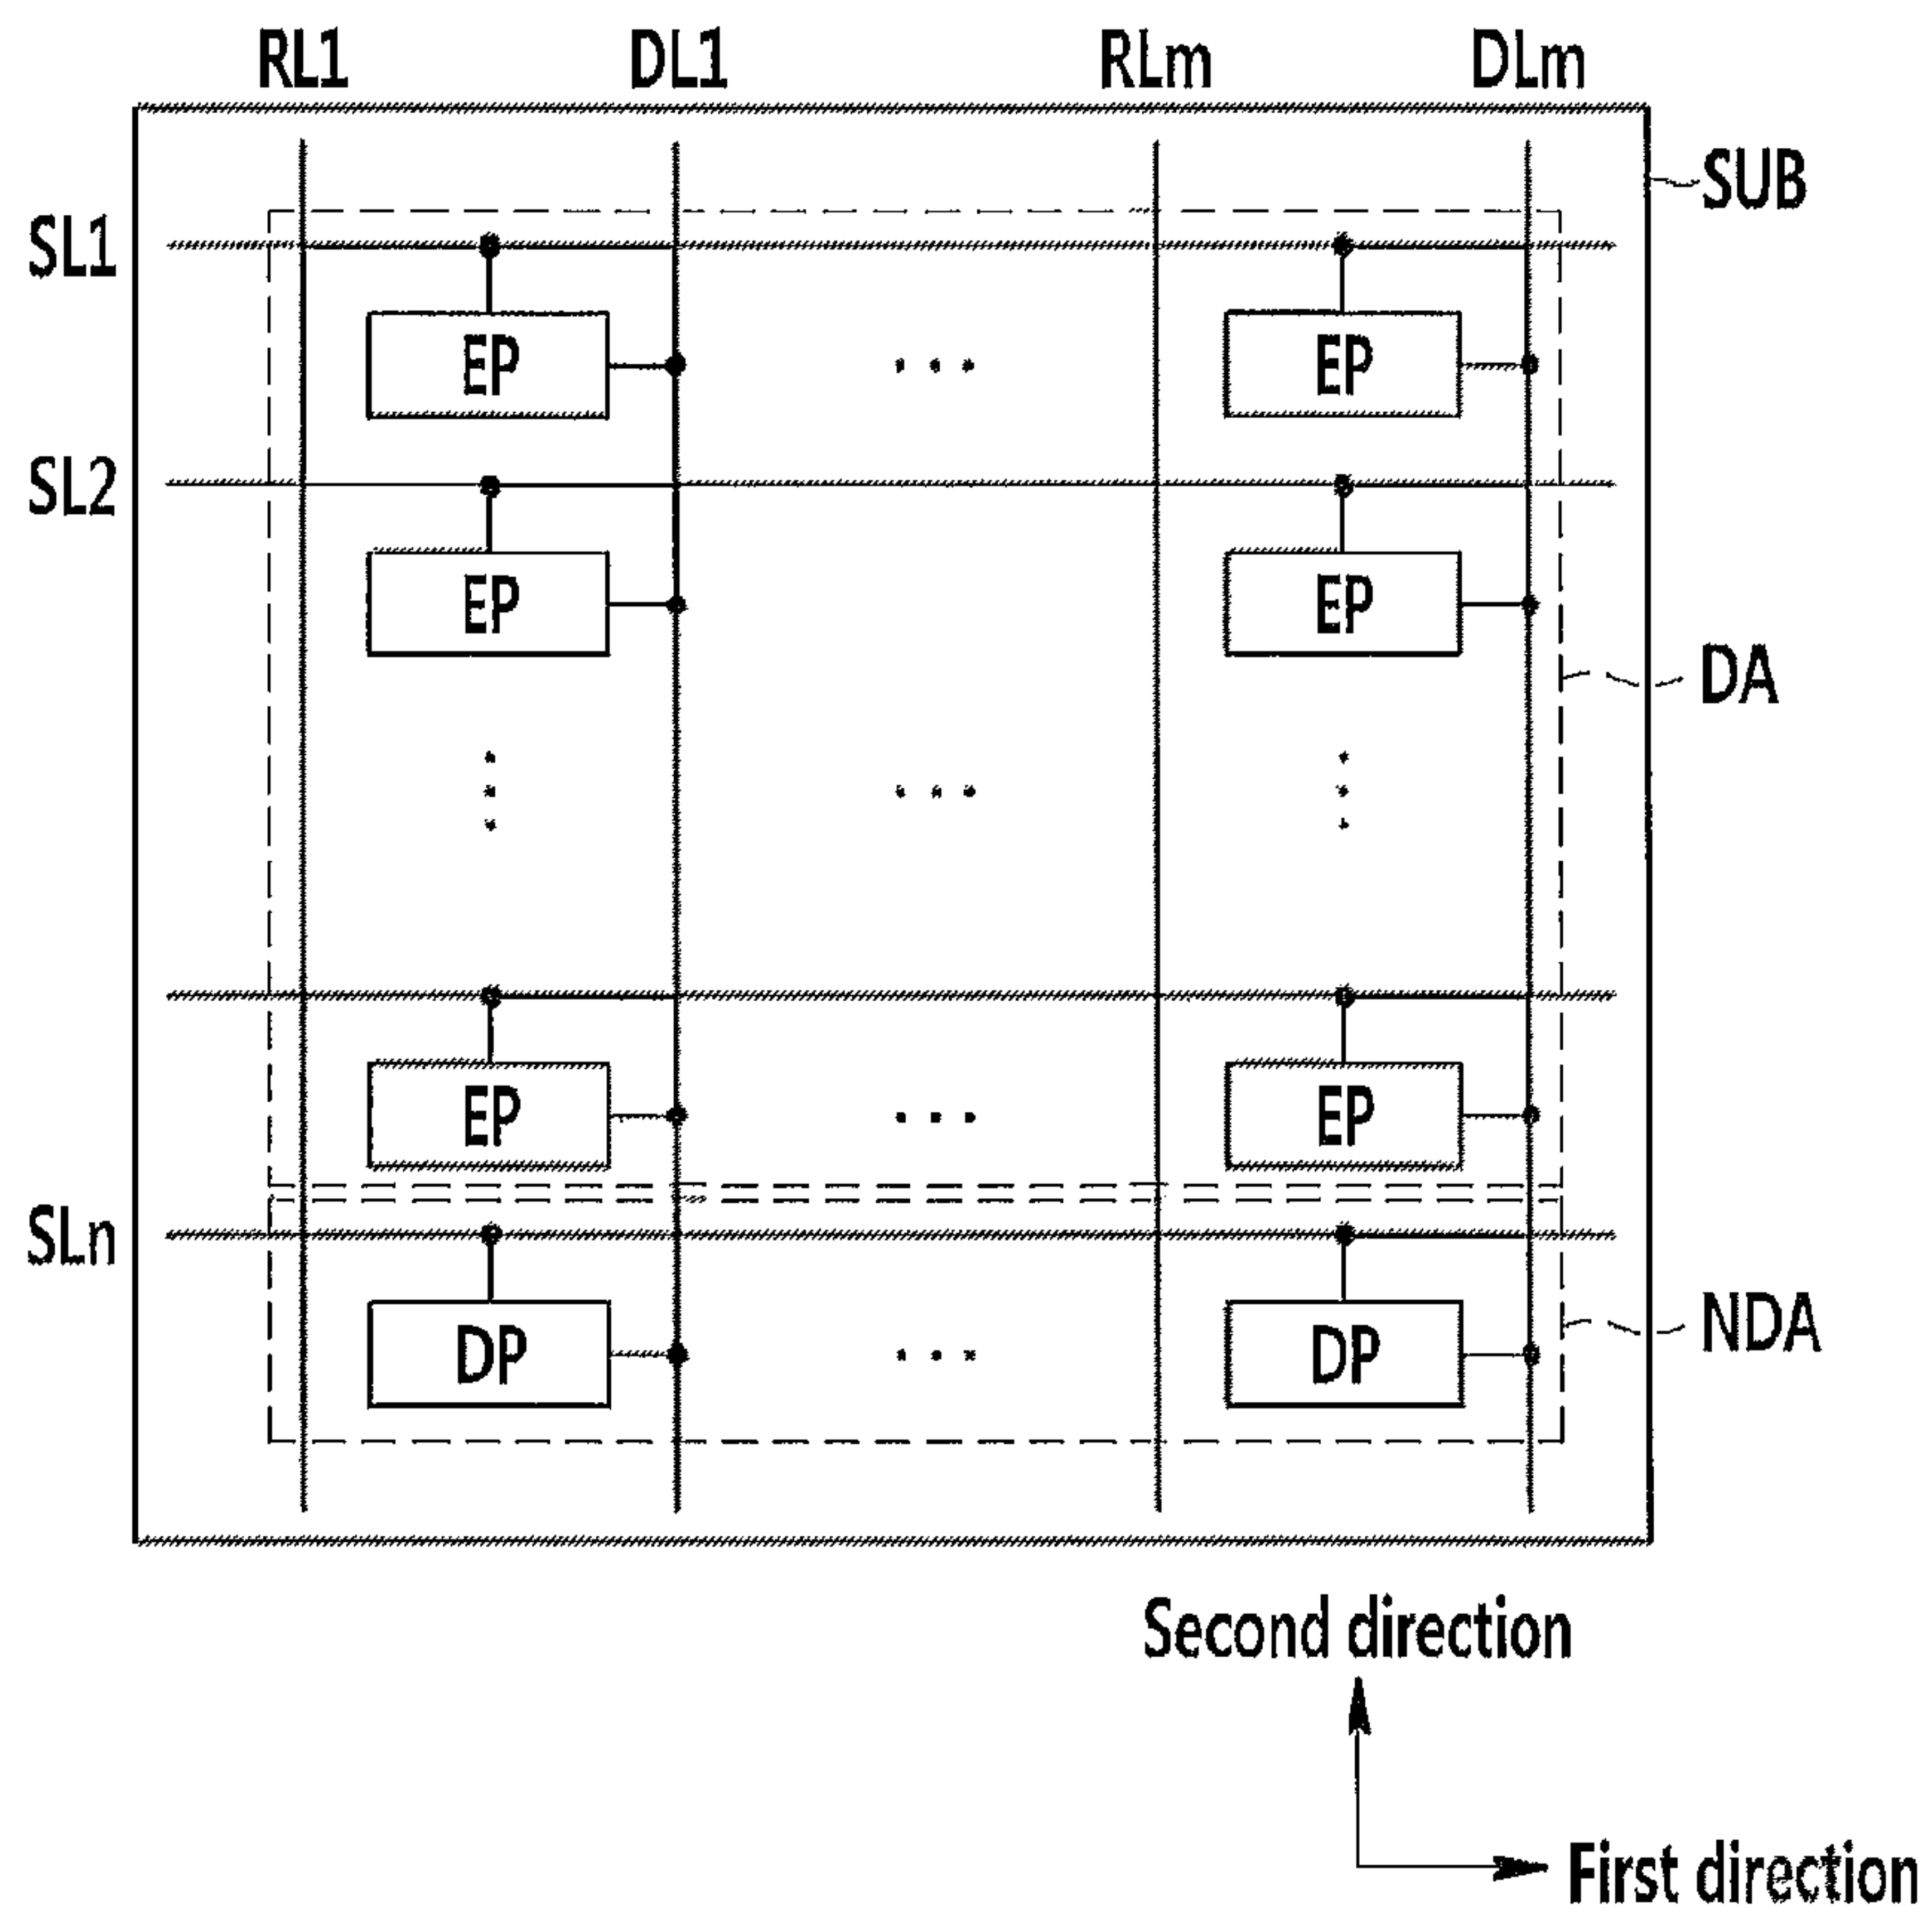 RL1 DL1 RLm DLm
SUB
SL1
EP EP
SL2
EP EP
DA
EP EP
SLn
DP DP
NDA
Second direction
First direction